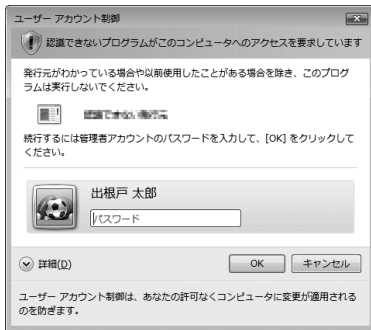 ユーザー アカウント制御
認識できないプログラムがこのコンピュータへのアクセスを要求しています
発行元がわかっている場合や以前使用したことがある場合を除き、このプログ
ラムは実行しないでください。
続行するには管理者アカウントのパスワードを入力して、[OK] をクリックして
ください。
出根戸 太郎
パスワード
詳細(D)
OK
キャンセル
ユーザー アカウント制御は、あなたの許可なくコンピュータに変更が適用される
のを防ぎます。